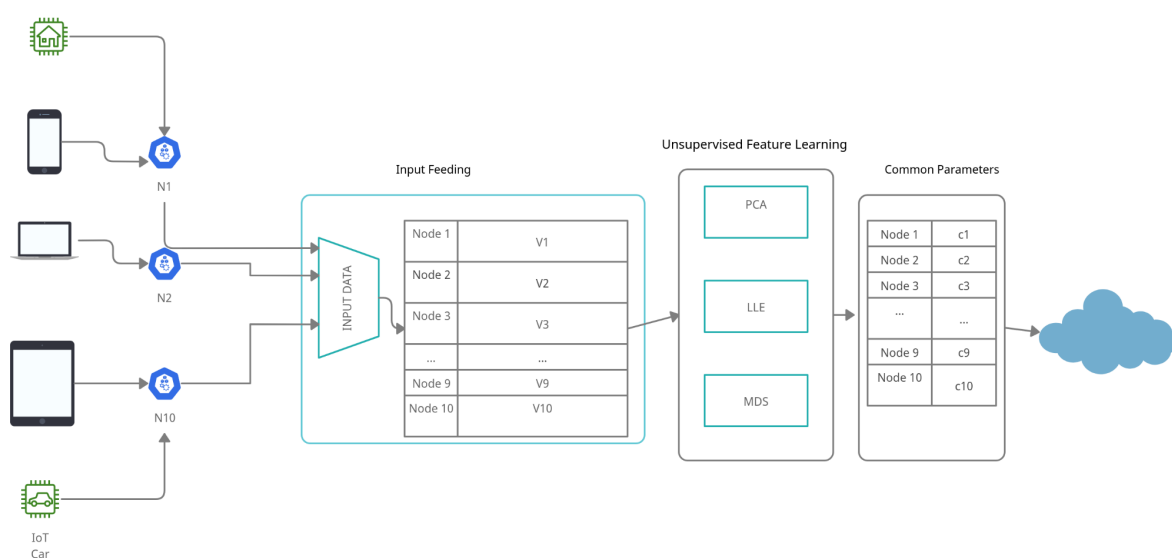 N1
N2
N10
IoT
Car
Input Feeding
INPUT DATA
Node 1 V1
Node 2 V2
Node 3 V3
... ...
Node 9 V9
Node 10 V10
Unsupervised Feature Learning
PCA
LLE
MDS
Common Parameters
Node 1 c1
Node 2 c2
Node 3 c3
... ...
Node 9 c9
Node 10 c10